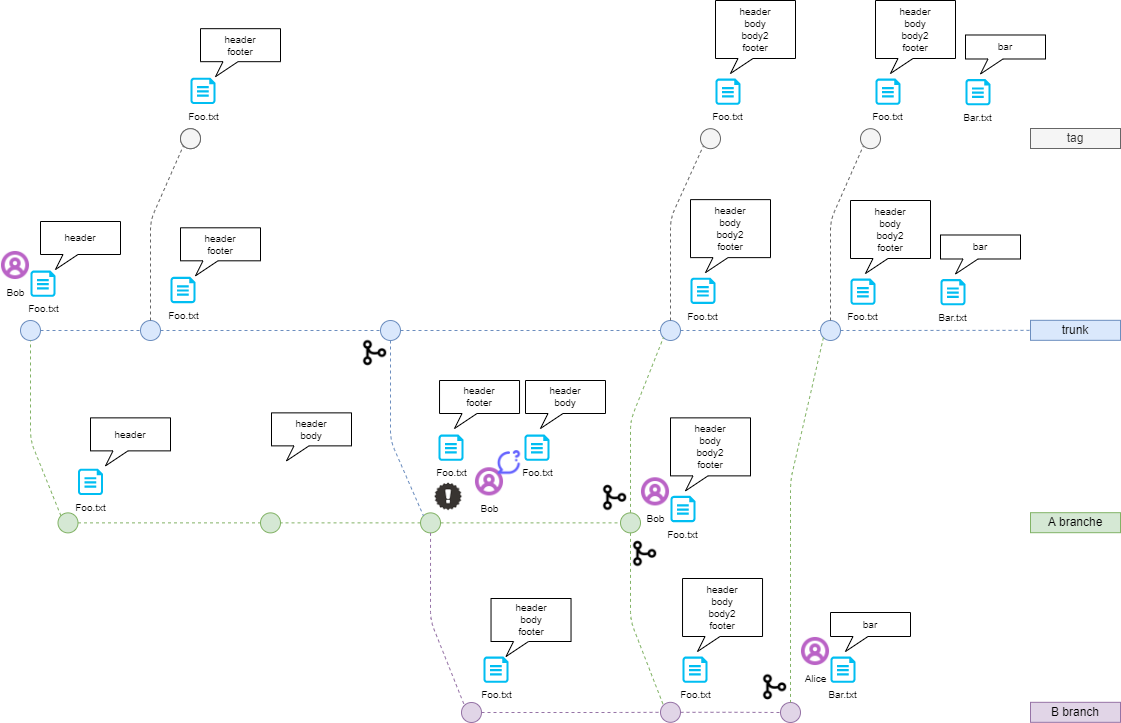 header
body
body2
footer
header
body
body2
footer
header
footer
bar
Foo.txt
Foo.txt
Foo.txt
Bar.txt
tag
header
body
body2
footer
header
body
body2
footer
header
header
footer
bar
Bob
Foo.txt
Foo.txt
Foo.txt
Foo.txt
Bar.txt
trunk
header
footer
header
body
header
header
body
header
body
body2
footer
?
Foo.txt
Foo.txt
Foo.txt
!
Bob
Bob
Foo.txt
A branche
header
body
footer
header
body
body2
footer
bar
Foo.txt
Foo.txt
Alice
Bar.txt
B branch